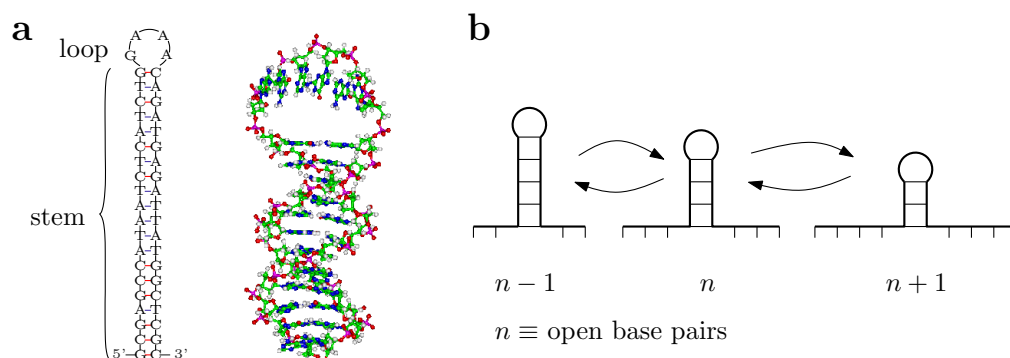 a
loop
A A
G A
G C
T A
C G
T A
A T
C G
T A
C G
T A
A T
A T
T A
A T
C G
C G
G C
A T
G C
C G
5' G C 3'
stem
b
n − 1
n
n + 1
n ≡ open base pairs